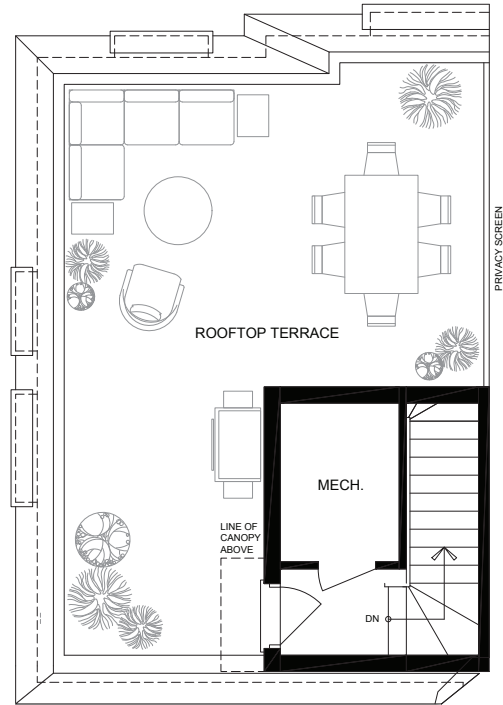 PRIVACY SCREEN
ROOFTOP TERRACE
MECH.
LINE OF
CANOPY
ABOVE
DN